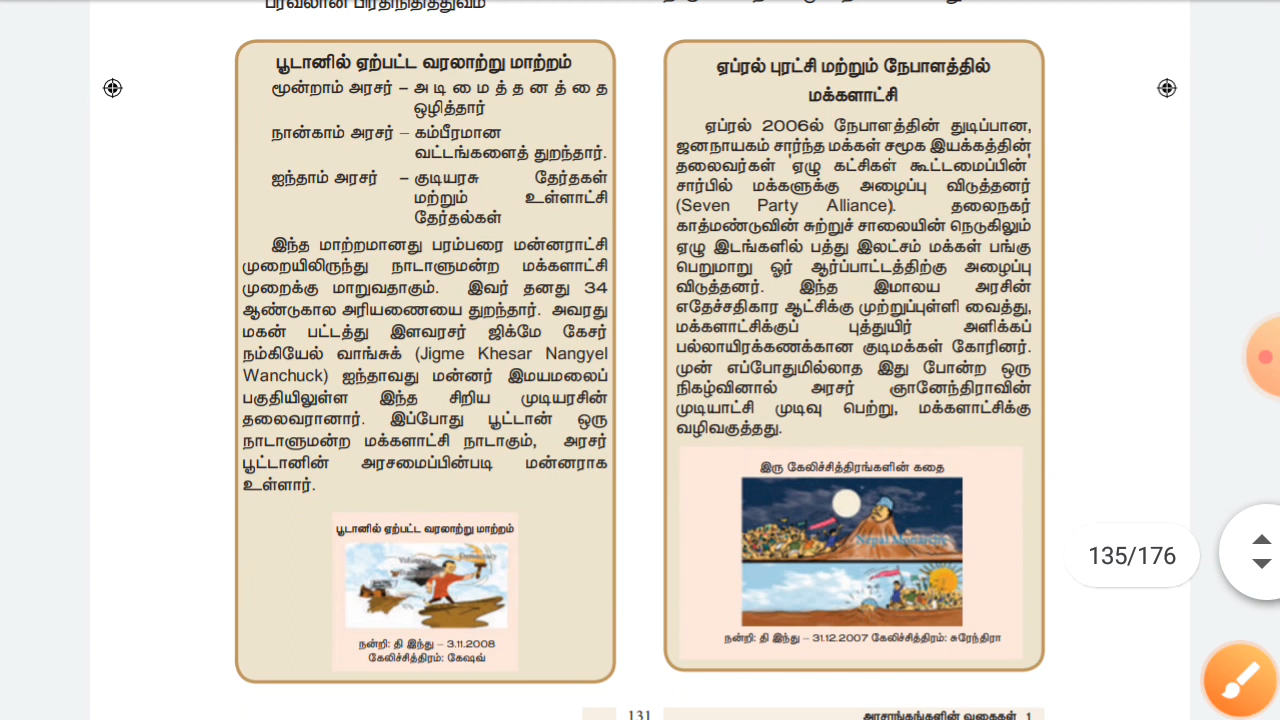 பரவலான பிரதிநிதித்துவம்
பூடானில் ஏற்பட்ட வரலாற்று மாற்றம்
மூன்றாம் அரசர் – அ டி மை த் த ன த் தை
ஒழித்தார்
நான்காம் அரசர் – கம்பீரமான
வட்டங்களைத் துறந்தார்.
ஐந்தாம் அரசர் – குடியரசு தேர்தகள்
மற்றும் உள்ளாட்சி
தேர்தல்கள்
இந்த மாற்றமானது பரம்பரை மன்னராட்சி
முறையிலிருந்து நாடாளுமன்ற மக்களாட்சி
முறைக்கு மாறுவதாகும். இவர் தனது 34
ஆண்டுகால அரியணையை துறந்தார். அவரது
மகன் பட்டத்து இளவரசர் ஜிக்மே கேசர்
நம்கியேல் வாங்சுக் (Jigme Khesar Nangyel
Wanchuck) ஐந்தாவது மன்னர் இமயமலைப்
பகுதியிலுள்ள இந்த சிறிய முடியரசின்
தலைவரானார். இப்போது பூட்டான் ஒரு
நாடாளுமன்ற மக்களாட்சி நாடாகும், அரசர்
பூட்டானின் அரசமைப்பின்படி மன்னராக
உள்ளார்.
பூடானில் ஏற்பட்ட வரலாற்று மாற்றம்
நன்றி: தி இந்து – 3.11.2008
கேலிச்சித்திரம்: கேஷவ்
ஏப்ரல் புரட்சி மற்றும் நேபாளத்தில்
மக்களாட்சி
ஏப்ரல் 2006ல் நேபாளத்தின் துடிப்பான,
ஜனநாயகம் சார்ந்த மக்கள் சமூக இயக்கத்தின்
தலைவர்கள் 'ஏழு கட்சிகள் கூட்டமைப்பின்'
சார்பில் மக்களுக்கு அழைப்பு விடுத்தனர்
(Seven Party Alliance). தலைநகர்
காத்மண்டுவின் சுற்றுச் சாலையின் நெடுகிலும்
ஏழு இடங்களில் பத்து இலட்சம் மக்கள் பங்கு
பெறுமாறு ஓர் ஆர்ப்பாட்டத்திற்கு அழைப்பு
விடுத்தனர். இந்த இமாலய அரசின்
எதேச்சதிகார ஆட்சிக்கு முற்றுப்புள்ளி வைத்து,
மக்களாட்சிக்குப் புத்துயிர் அளிக்கப்
பல்லாயிரக்கணக்கான குடிமக்கள் கோரினர்.
முன் எப்போதுமில்லாத இது போன்ற ஒரு
நிகழ்வினால் அரசர் ஞானேந்திராவின்
முடியாட்சி முடிவு பெற்று, மக்களாட்சிக்கு
வழிவகுத்தது.
இரு கேலிச்சித்திரங்களின் கதை
Nepal Monarchy
நன்றி: தி இந்து – 31.12.2007 கேலிச்சித்திரம்: சுரேந்திரா
135/176
131
அரசாங்கங்களின் வகைகள் 1